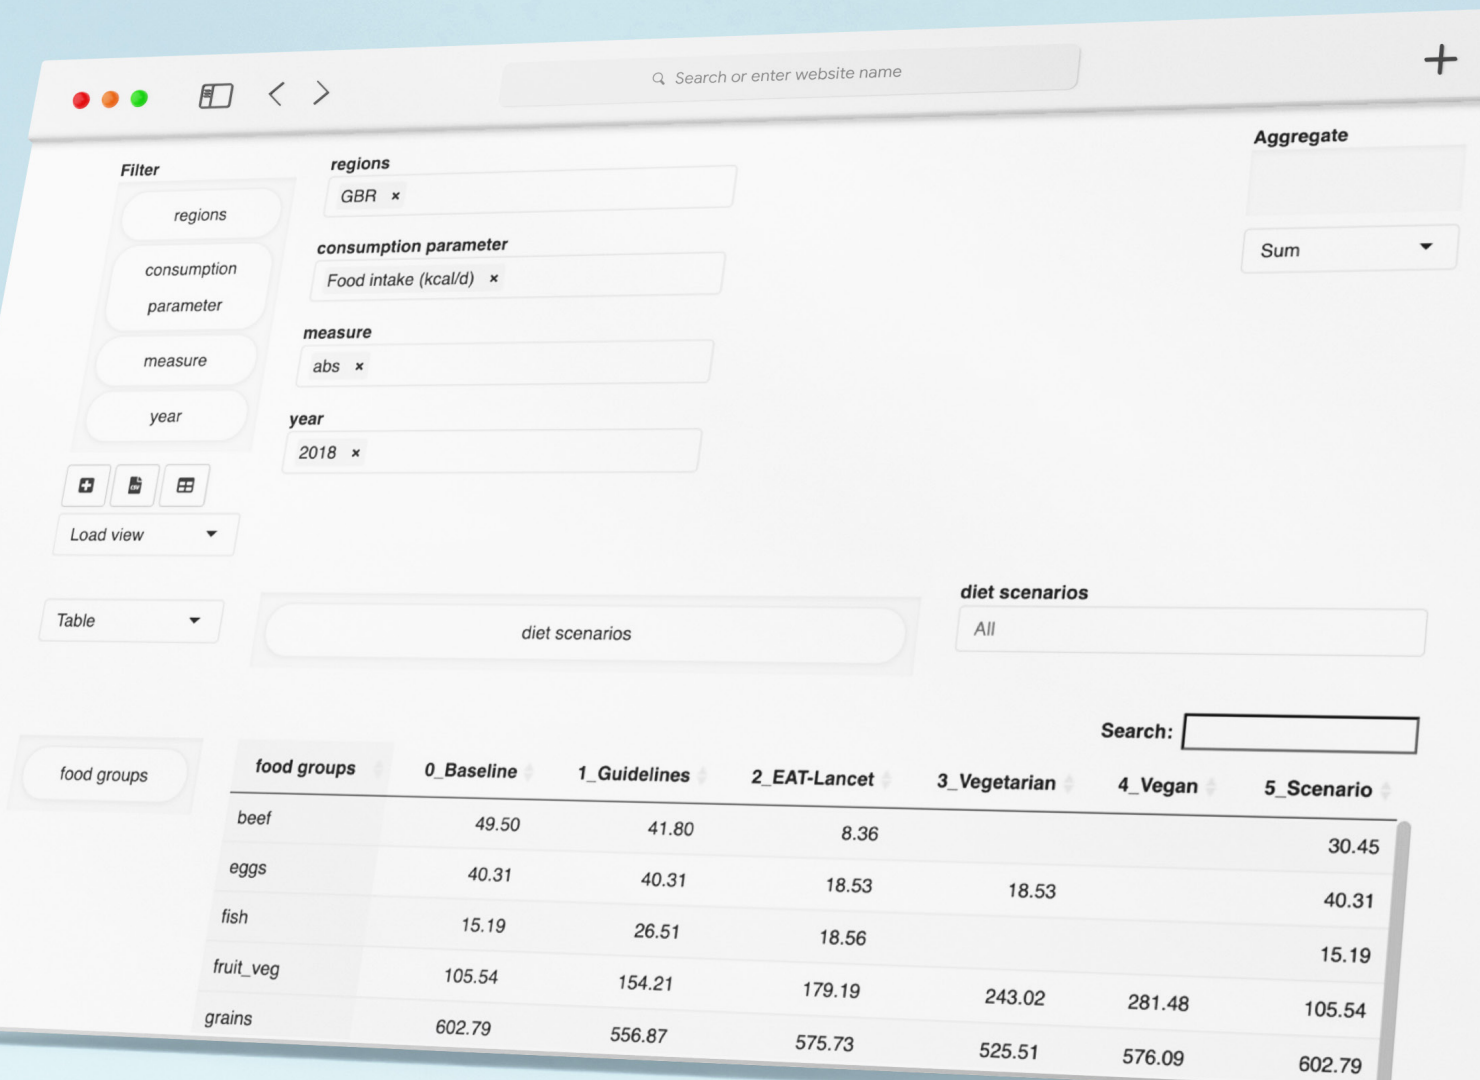 Search or enter website name
Filter
regions
consumption
parameter
measure
year
Load view
Table
regions
GBR ×
consumption parameter
Food intake (kcal/d) ×
measure
abs ×
year
2018 ×
Aggregate
Sum
diet scenarios
diet scenarios
All
Search:
food groups
food groups 0_Baseline 1_Guidelines 2_EAT-Lancet 3_Vegetarian 4_Vegan 5_Scenario
beef 49.50 41.80 8.36 30.45
eggs 40.31 40.31 18.53 18.53 40.31
fish 15.19 26.51 18.56 15.19
fruit_veg 105.54 154.21 179.19 243.02 281.48 105.54
grains 602.79 556.87 575.73 525.51 576.09 602.79